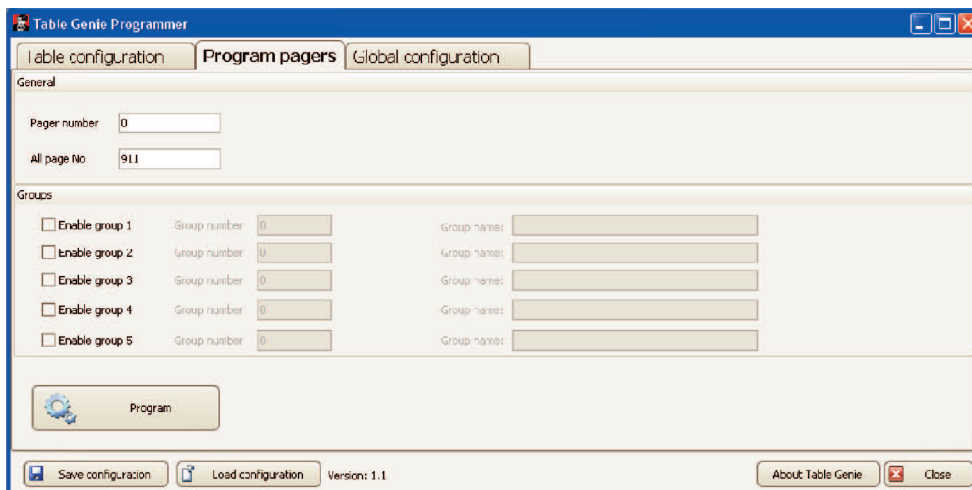 Table Genie Programmer
Table configuration Program pagers Global configuration
General
Pager number 0
All page No 911
Groups
Enable group 1 Group number 0 Group name:
Enable group 2 Group number 0 Group name:
Enable group 3 Group number 0 Group name:
Enable group 4 Group number 0 Group name:
Enable group 5 Group number 0 Group name:
Program
Save configuration Load configuration Version: 1.1 About Table Genie Close